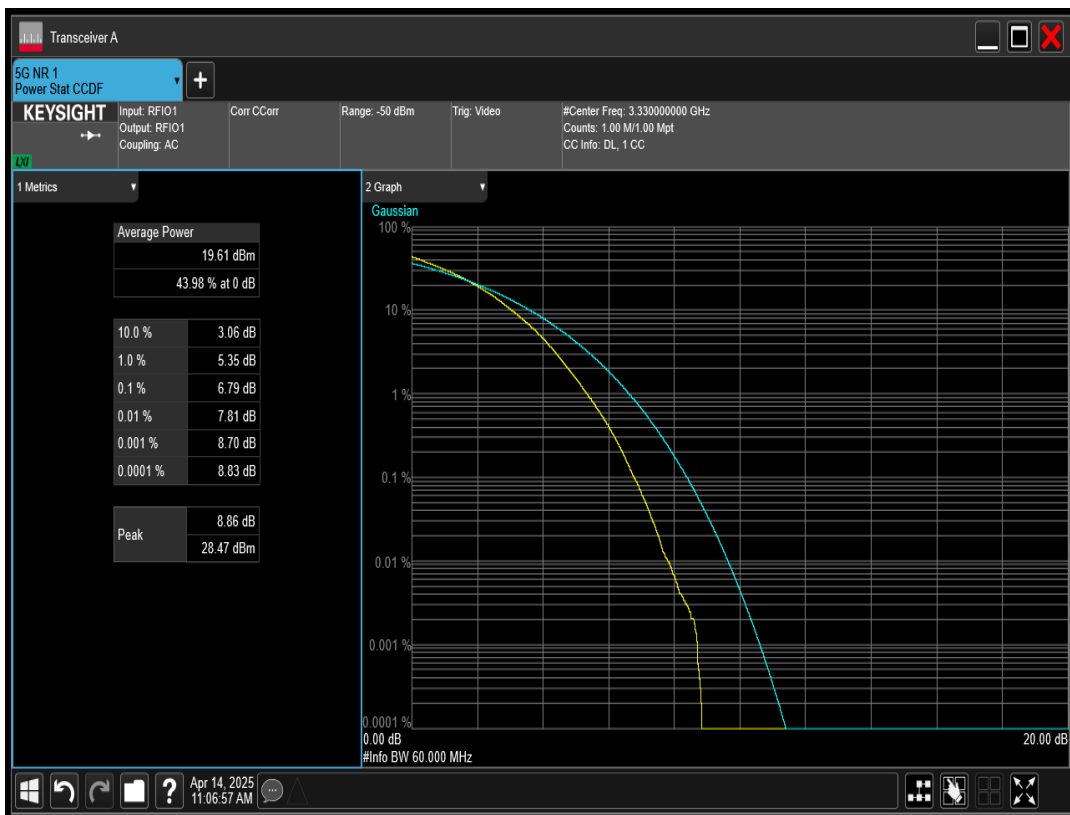 Transceiver A
5G NR 1
Power Stat CCDF
+
KEYSIGHT
LXI
Input: RFIO1
Output: RFIO1
Coupling: AC
Corr CCorr
Range: -50 dBm
Trig: Video
#Center Freq: 3.330000000 GHz
Counts: 1.00 M/1.00 Mpt
CC Info: DL, 1 CC
1 Metrics
Average Power
19.61 dBm
43.98 % at 0 dB
10.0 % 3.06 dB
1.0 % 5.35 dB
0.1 % 6.79 dB
0.01 % 7.81 dB
0.001 % 8.70 dB
0.0001 % 8.83 dB
Peak
8.86 dB
28.47 dBm
2 Graph
Gaussian
100 %
10 %
1 %
0.1 %
0.01 %
0.001 %
0.0001 %
0.00 dB 20.00 dB
#Info BW 60.000 MHz
?
Apr 14, 2025
11:06:57 AM